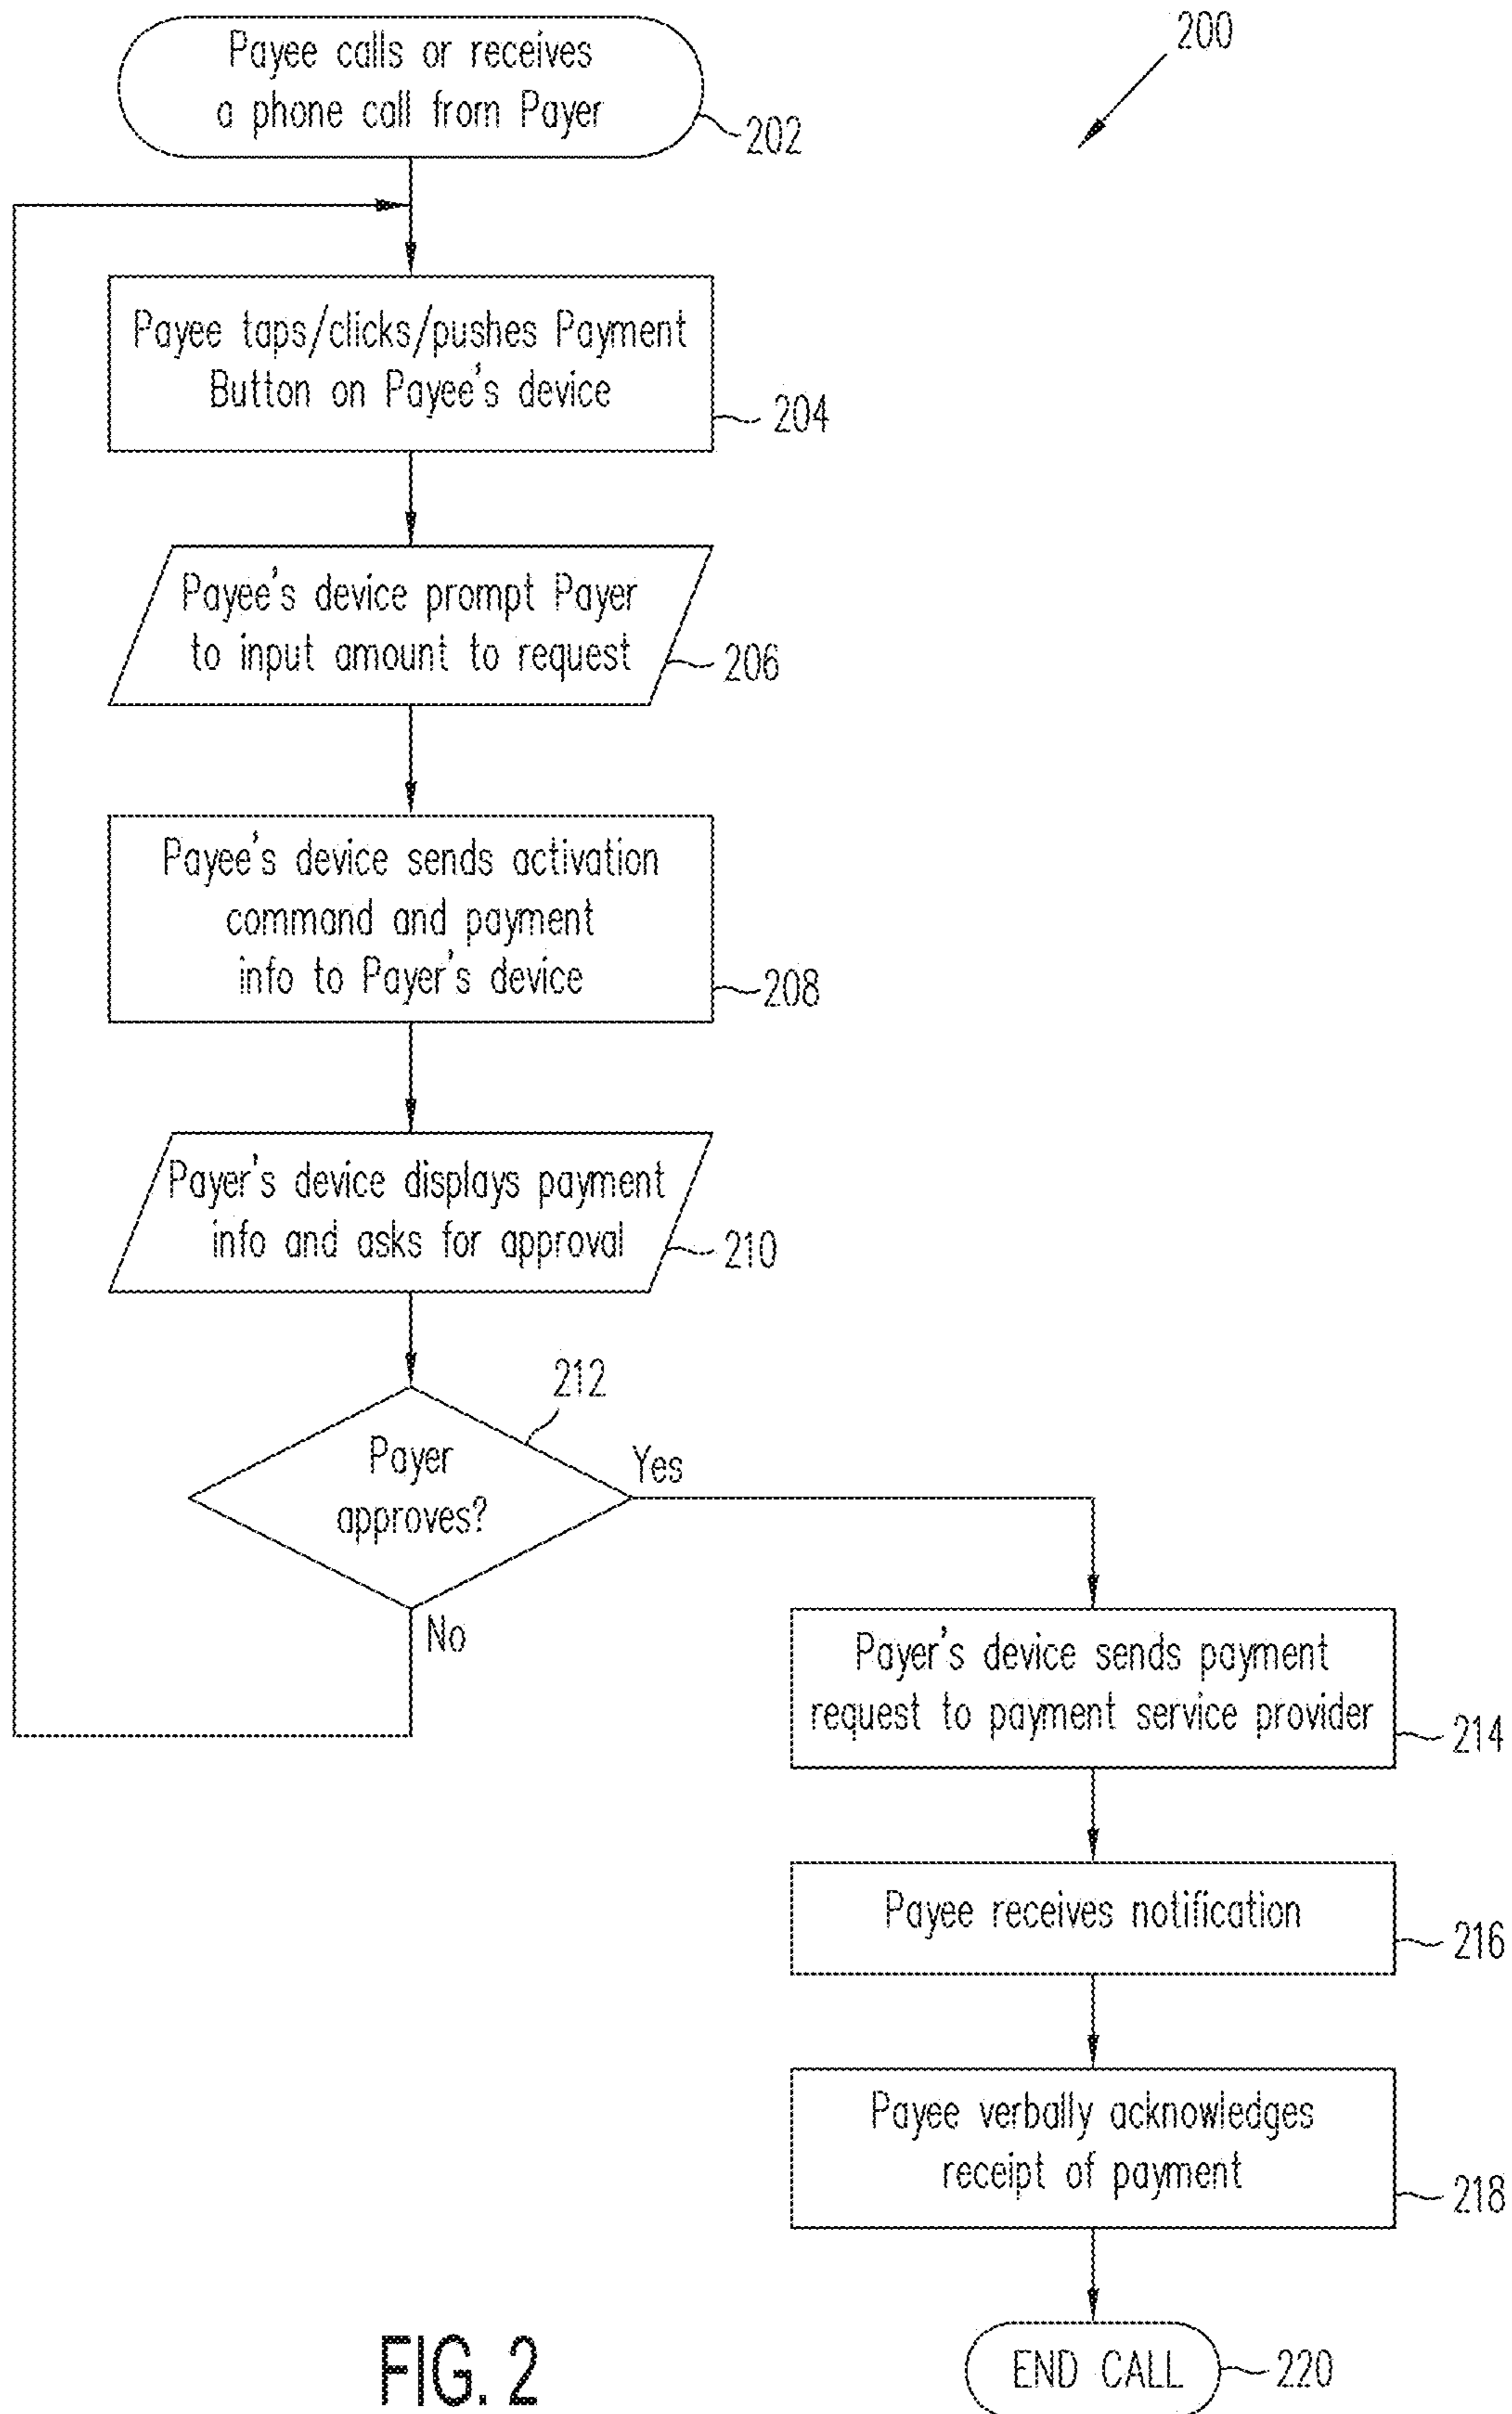 200
Payee calls or receives
a phone call from Payer
202
Payee taps/clicks/pushes Payment
Button on Payee's device
204
Payee's device prompt Payer
to input amount to request
206
Payee's device sends activation
command and payment
info to Payer's device
208
Payer's device displays payment
info and asks for approval
210
212
Payer
approves?
Yes
No
Payer's device sends payment
request to payment service provider
214
Payee receives notification
216
Payee verbally acknowledges
receipt of payment
218
END CALL
220
FIG. 2